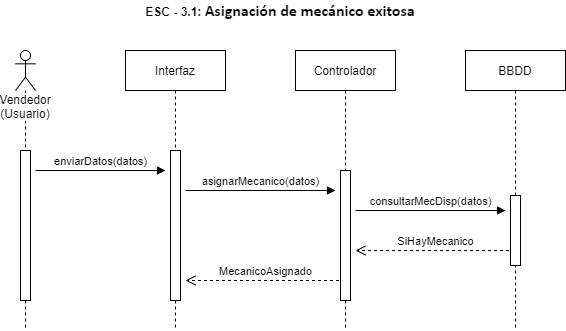 ESC - 3.1: Asignación de mecánico exitosa
Interfaz
Controlador
BBDD
Vendedor
(Usuario)
enviarDatos(datos)
asignarMecanico(datos)
consultarMecDisp(datos)
SiHayMecanico
MecanicoAsignado